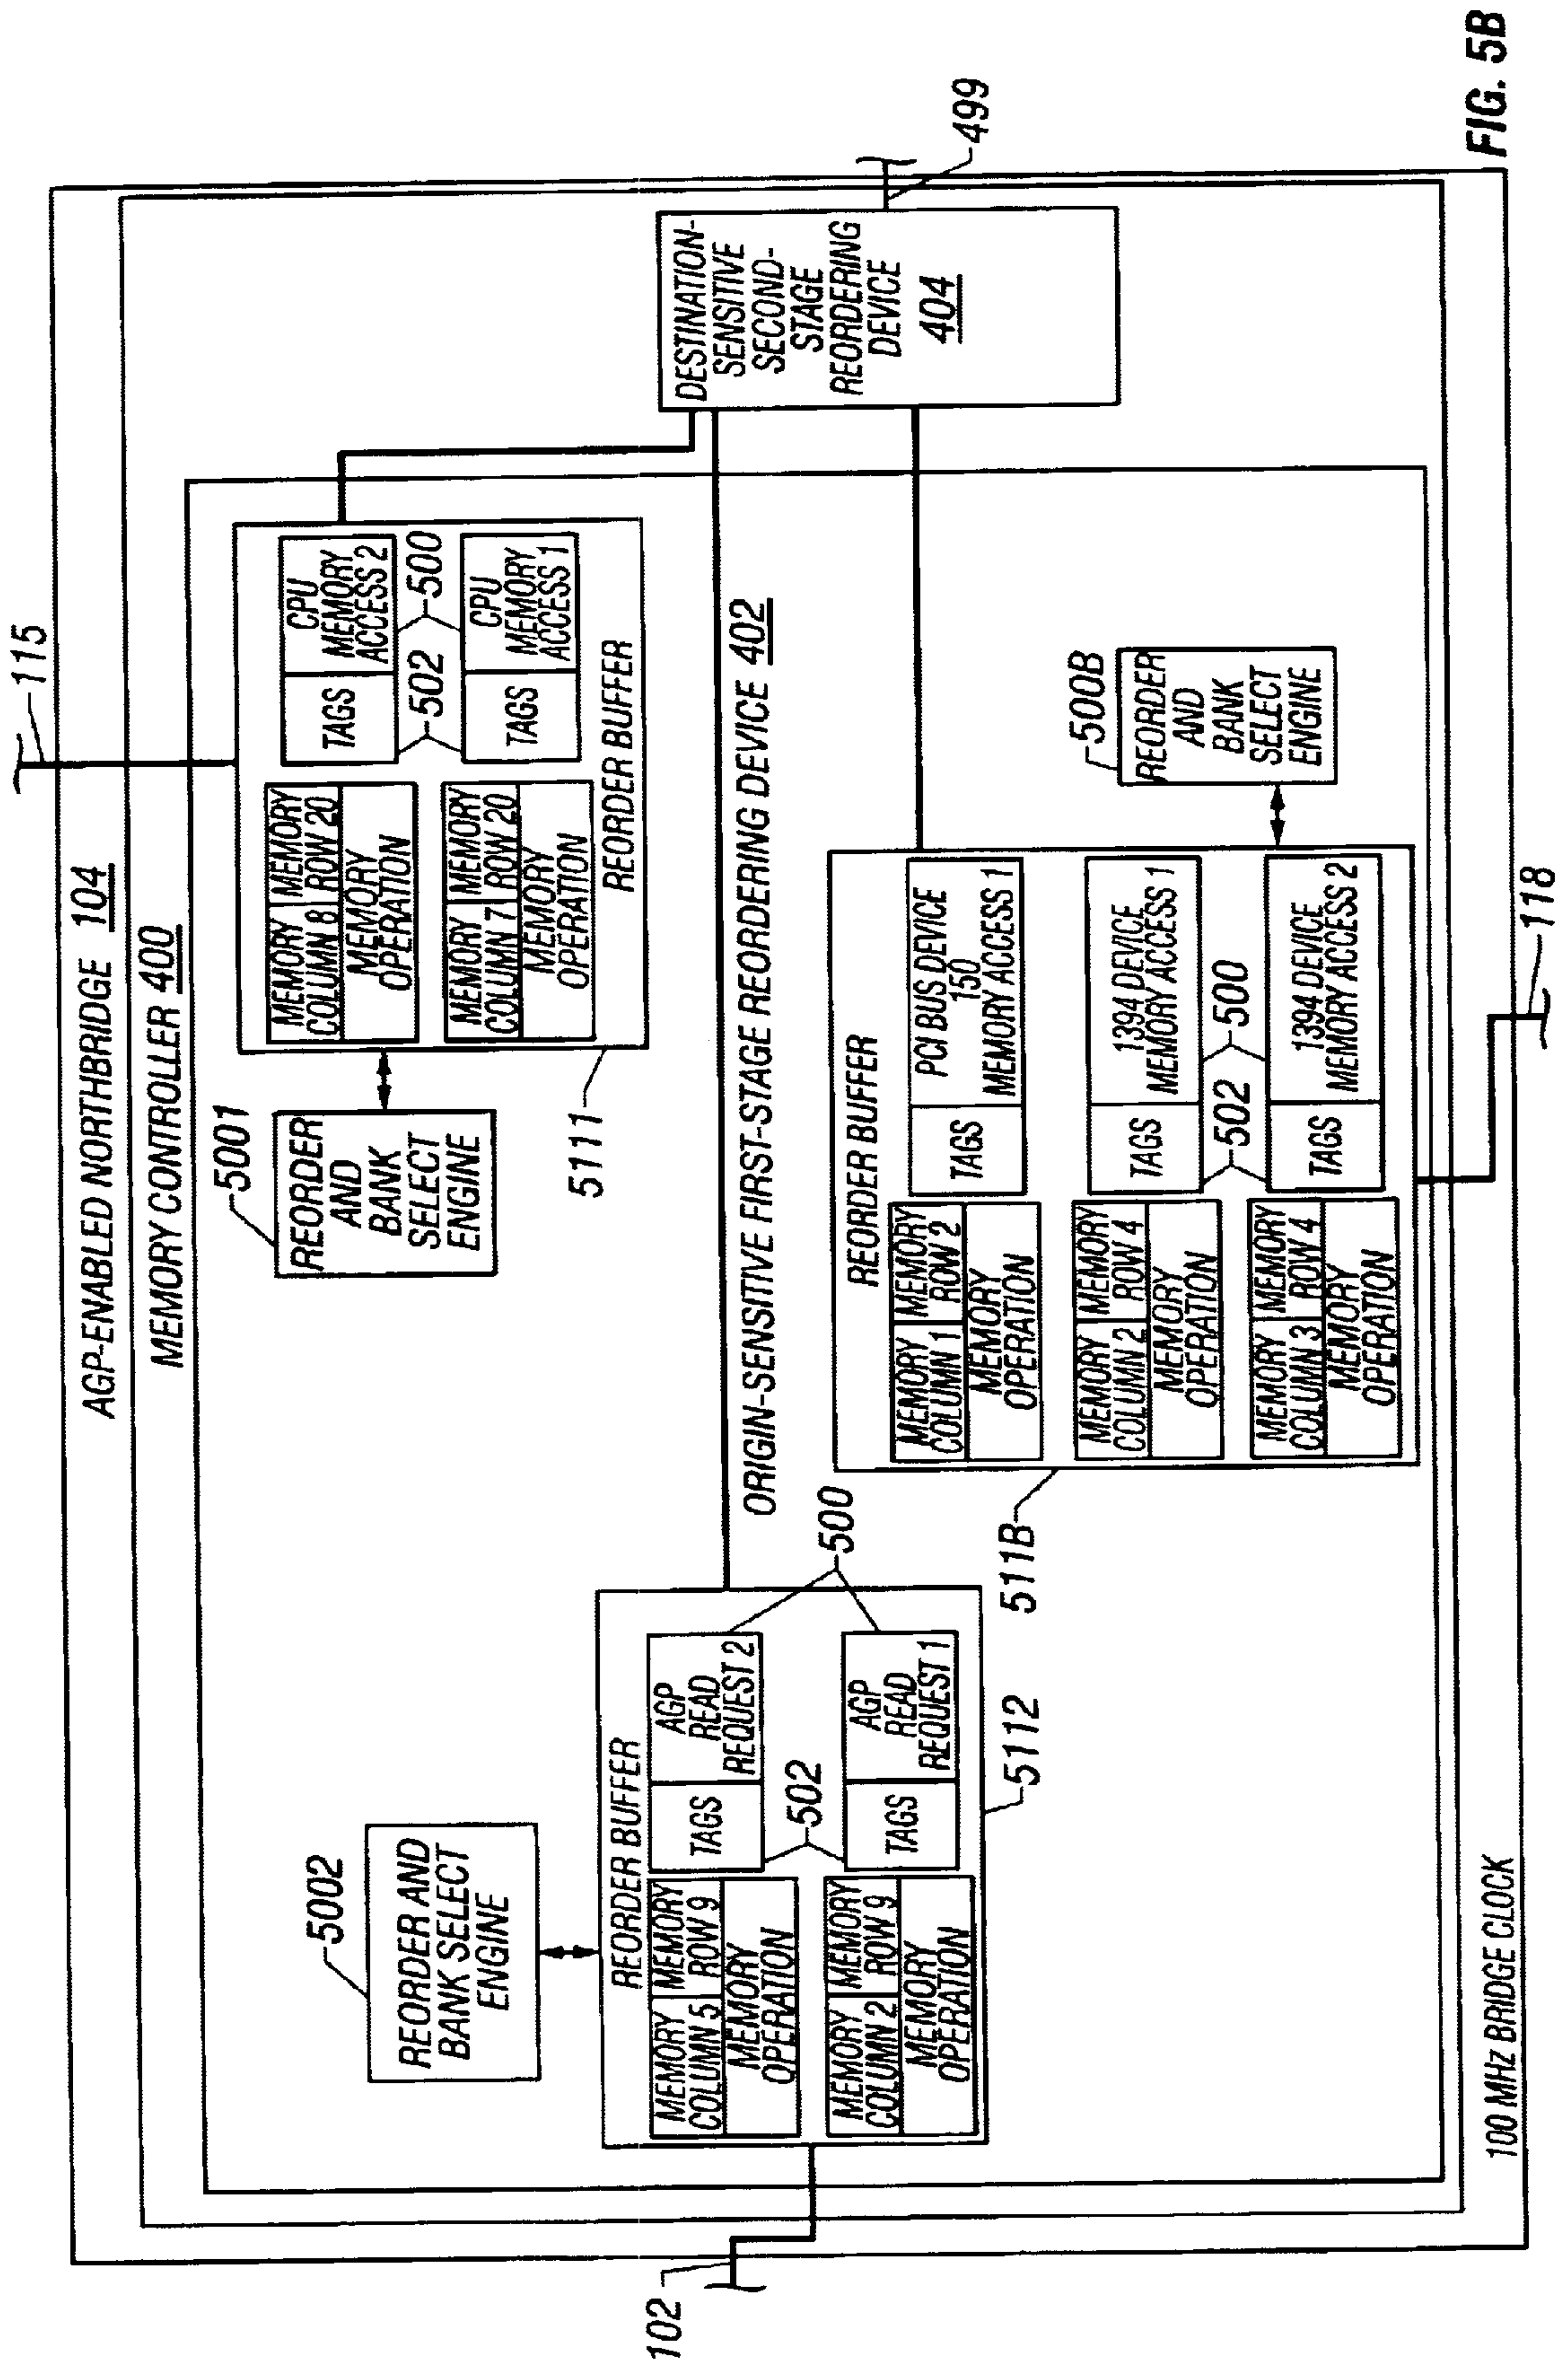 115
AGP-ENABLED NORTHBRIDGE 104
MEMORY CONTROLLER 400
5001
REORDER
AND
BANK
SELECT
ENGINE
MEMORY
COLUMN 8
MEMORY
ROW 20
MEMORY
OPERATION
TAGS
CPU
MEMORY
ACCESS 2
502
500
MEMORY
COLUMN 7
MEMORY
ROW 20
MEMORY
OPERATION
TAGS
CPU
MEMORY
ACCESS 1
REORDER BUFFER
5111
5002
REORDER AND
BANK SELECT
ENGINE
REORDER BUFFER
MEMORY
COLUMN 5
MEMORY
ROW 9
MEMORY
OPERATION
TAGS
AGP
READ
REQUEST 2
502
500
MEMORY
COLUMN 2
MEMORY
ROW 9
MEMORY
OPERATION
TAGS
AGP
READ
REQUEST 1
5112
102
ORIGIN-SENSITIVE FIRST-STAGE REORDERING DEVICE 402
DESTINATION-
SENSITIVE
SECOND-
STAGE
REORDERING
DEVICE
404
499
REORDER BUFFER
MEMORY
COLUMN 1
MEMORY
ROW 2
MEMORY
OPERATION
TAGS
PCI BUS DEVICE
150
MEMORY ACCESS 1
MEMORY
COLUMN 2
MEMORY
ROW 4
MEMORY
OPERATION
TAGS
1394 DEVICE
MEMORY ACCESS 1
502
500
MEMORY
COLUMN 3
MEMORY
ROW 4
MEMORY
OPERATION
TAGS
1394 DEVICE
MEMORY ACCESS 2
511B
500B
REORDER
AND
BANK
SELECT
ENGINE
118
100 MHz BRIDGE CLOCK
FIG. 5B